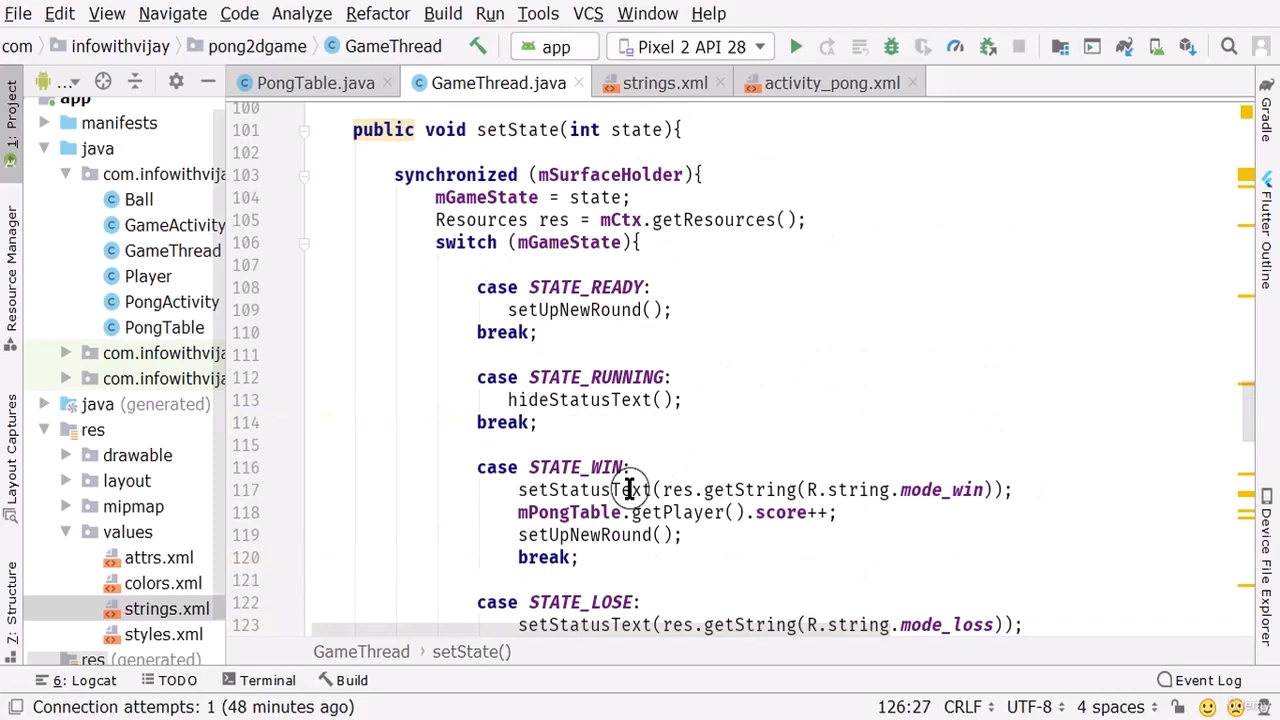 File Edit View Navigate Code Analyze Refactor Build Run Tools VCS Window Help
com infowithvijay pong2dgame GameThread app Pixel 2 API 28
PongTable.java GameThread.java strings.xml activity_pong.xml
1: Project
Resource Manager
Layout Captures
7: Structure
app
manifests
java
com.infowithvija
Ball
GameActivity
GameThread
Player
PongActivity
PongTable
com.infowithvija
com.infowithvija
java (generated)
res
drawable
layout
mipmap
values
attrs.xml
colors.xml
strings.xml
styles.xml
res (generated)
100
101 public void setState(int state){
102
103 synchronized (mSurfaceHolder){
104 mGameState = state;
105 Resources res = mCtx.getResources();
106 switch (mGameState){
107
108 case STATE_READY:
109 setUpNewRound();
110 break;
111
112 case STATE_RUNNING:
113 hideStatusText();
114 break;
115
116 case STATE_WIN:
117 setStatusText(res.getString(R.string.mode_win));
118 mPongTable.getPlayer().score++;
119 setUpNewRound();
120 break;
121
122 case STATE_LOSE:
123 setStatusText(res.getString(R.string.mode_loss));
GameThread › setState()
Gradle
Flutter Outline
Device File Explorer
6: Logcat TODO Terminal Build Event Log
Connection attempts: 1 (48 minutes ago) 126:27 CRLF UTF-8 4 spaces